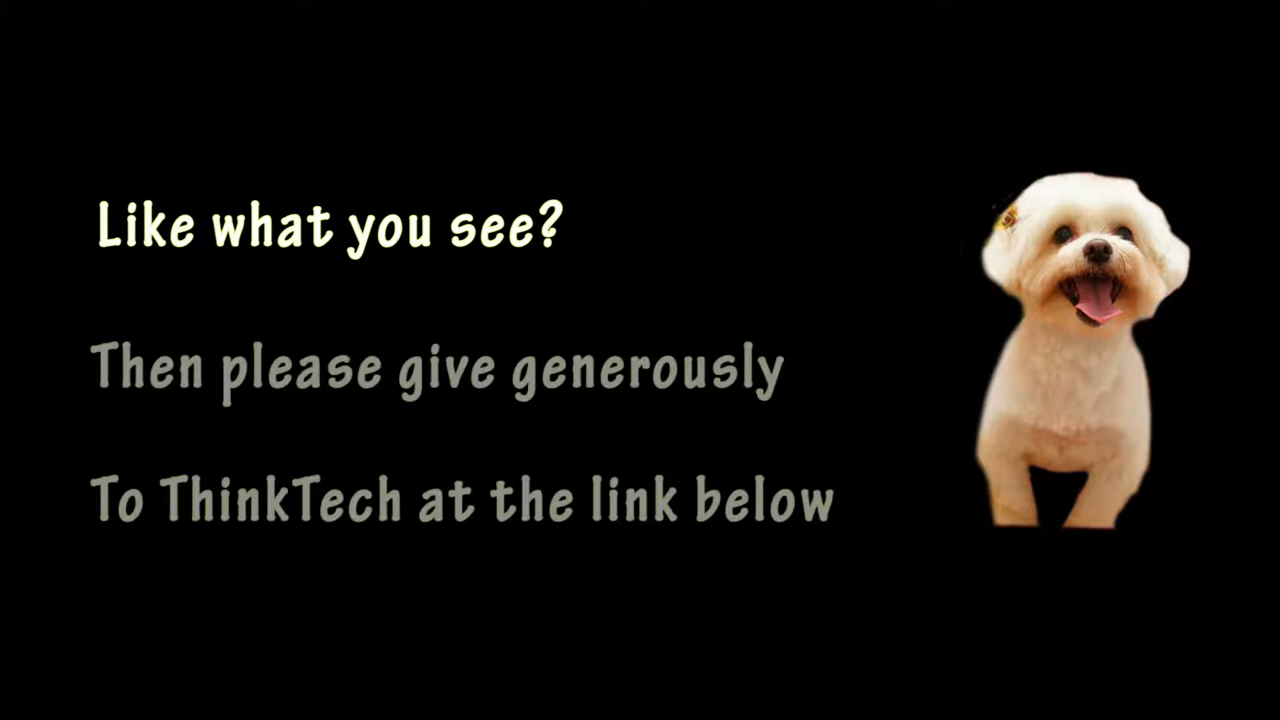 Like what you see?
Then please give generously
To ThinkTech at the link below